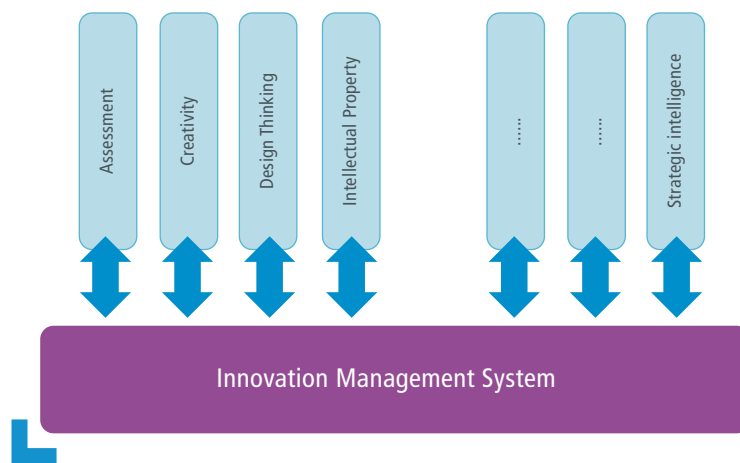 Assessment
Creativity
Design Thinking
Intellectual Property
......
......
Strategic intelligence
Innovation Management System